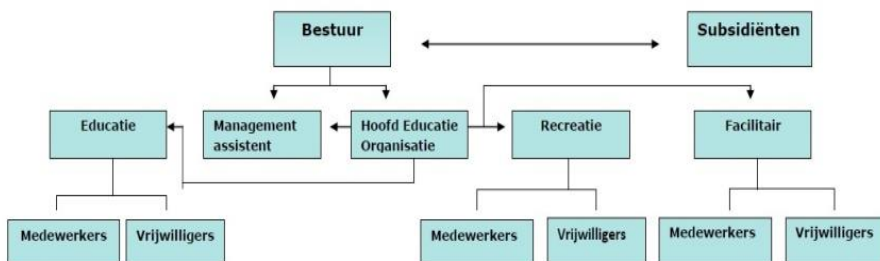 Bestuur
Subsidiënten
Educatie
Management
assistent
Hoofd Educatie
Organisatie
Recreatie
Facilitair
Medewerkers
Vrijwilligers
Medewerkers
Vrijwilligers
Medewerkers
Vrijwilligers